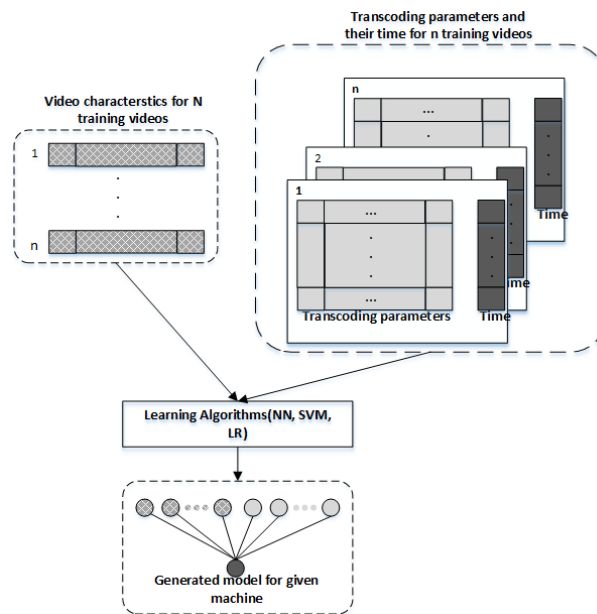 Transcoding parameters and
their time for n training videos
Video characterstics for N
training videos
n
...
Time
2
ime
1
...
...
Transcoding parameters
Time
1
n
Learning Algorithms(NN, SVM,
LR)
Generated model for given
machine